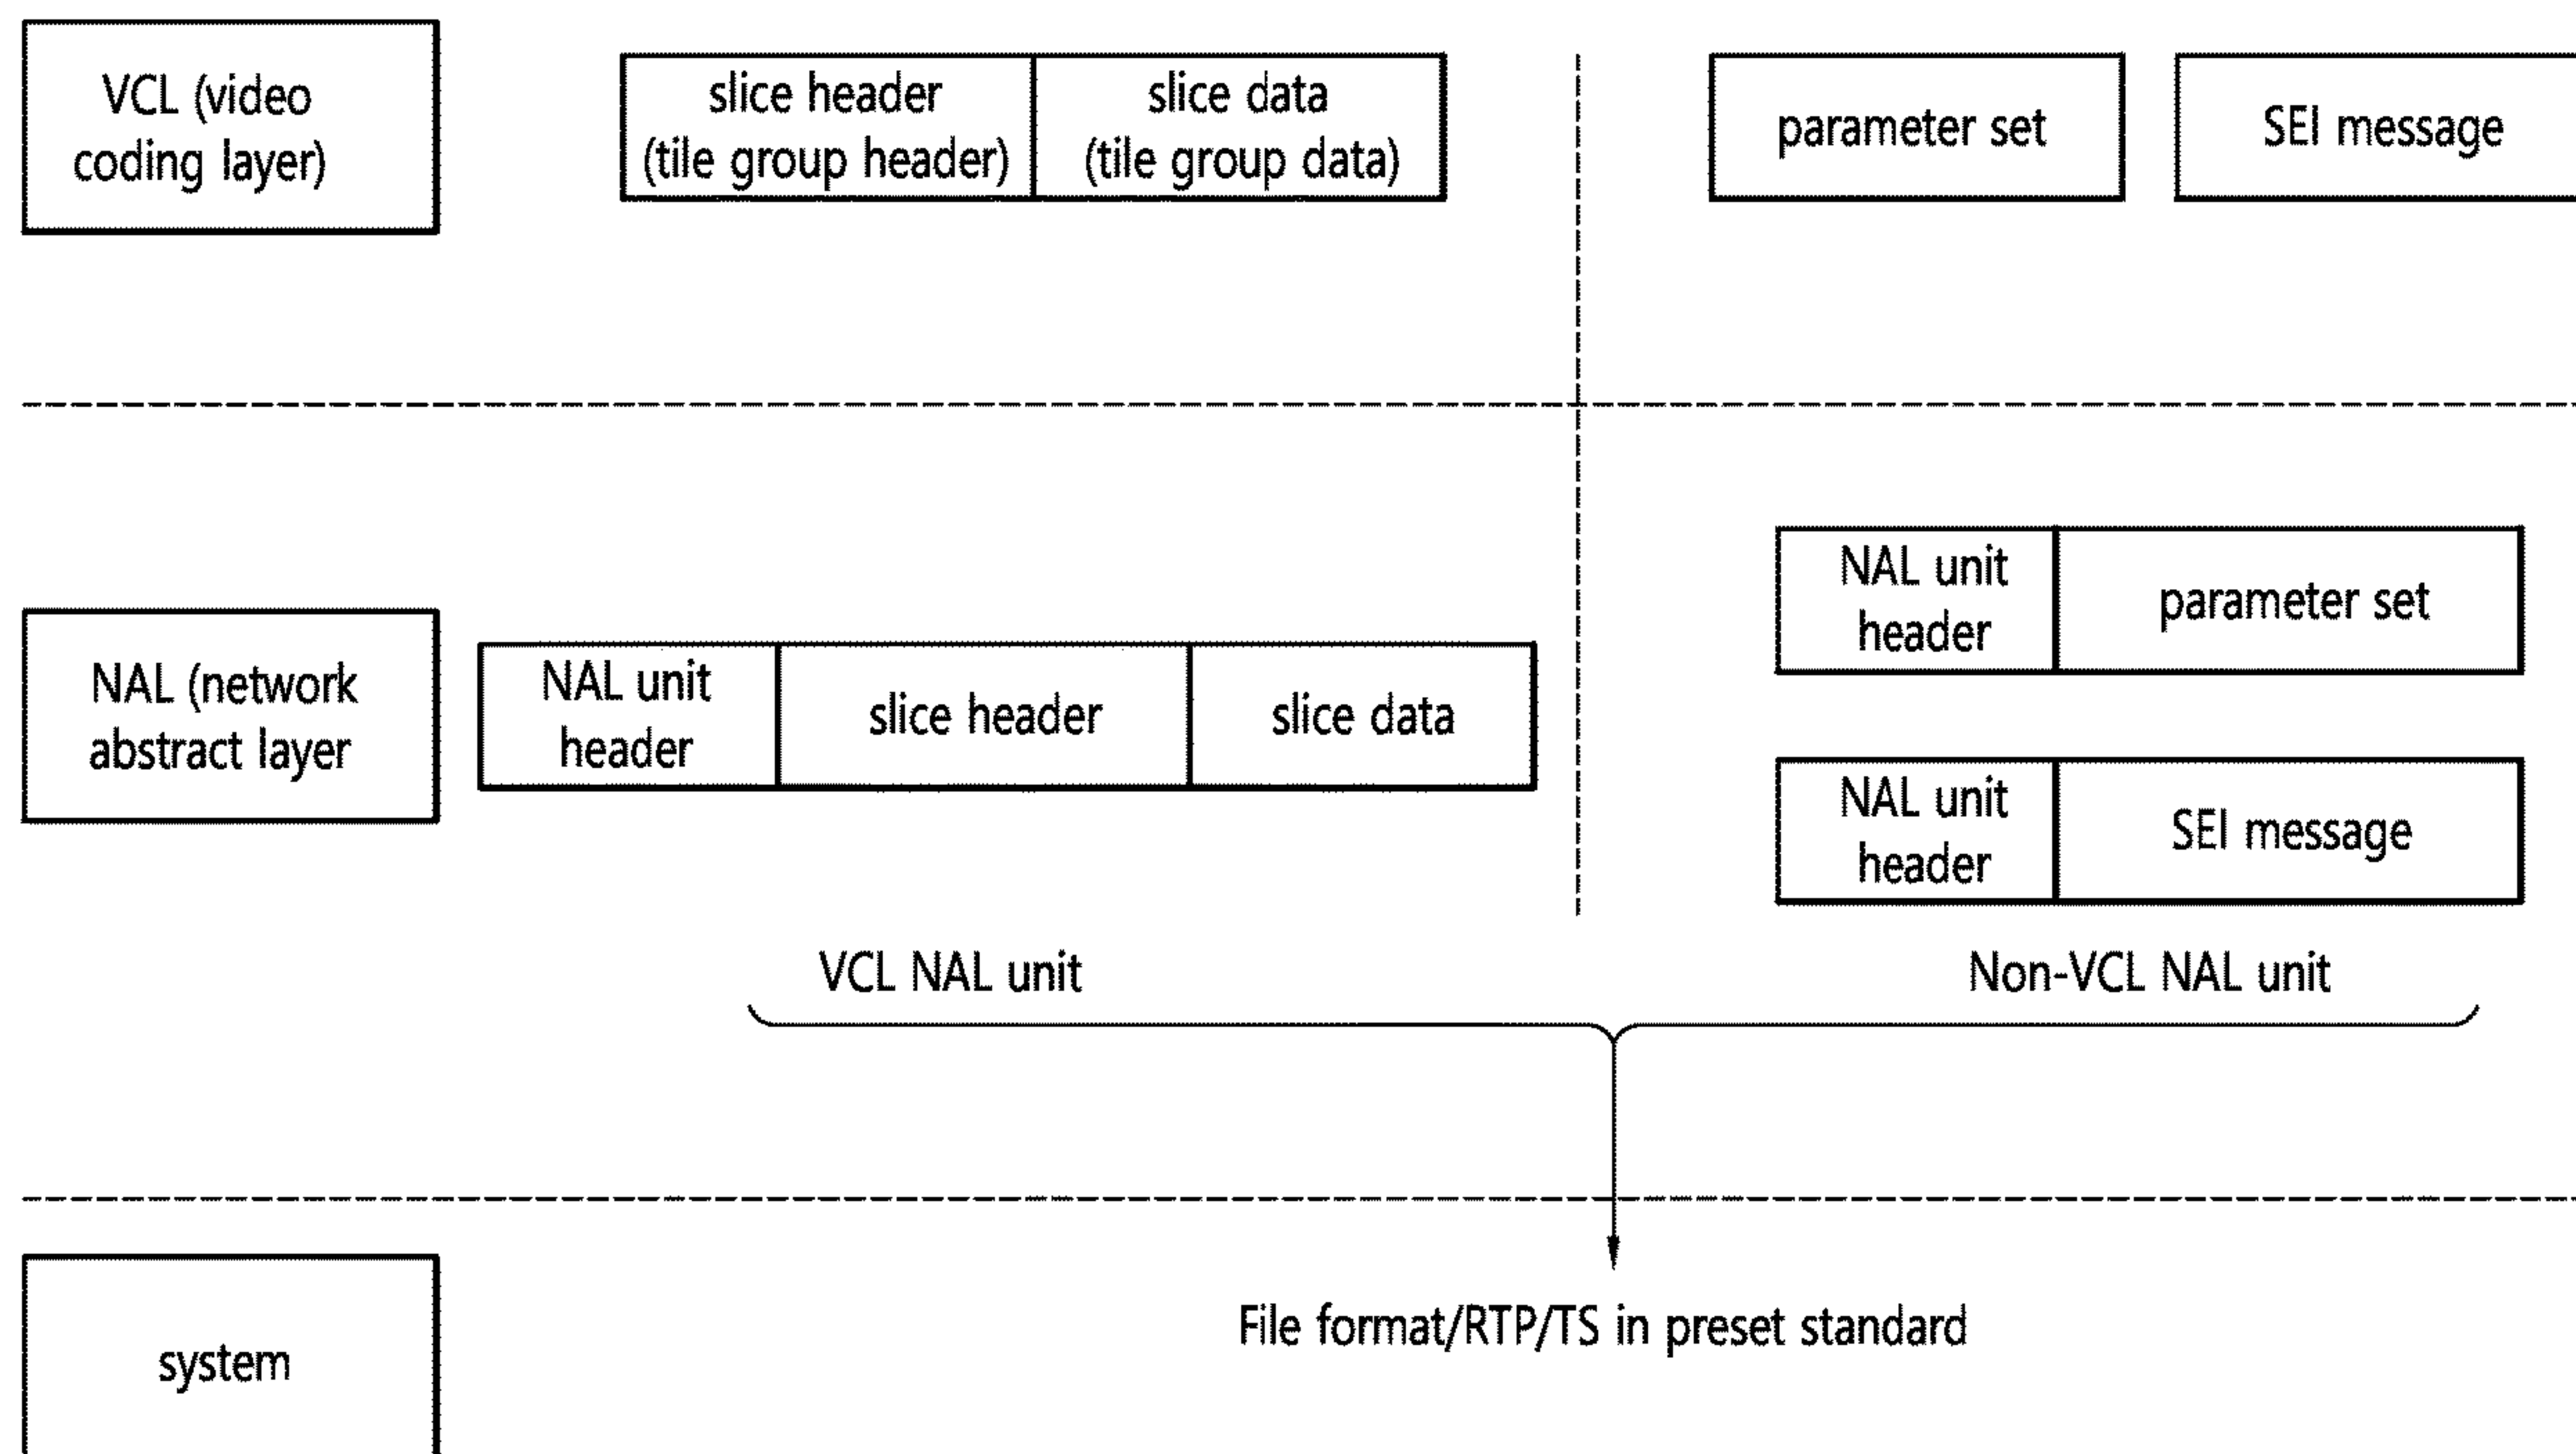 VCL (video
coding layer)
slice header
(tile group header)
slice data
(tile group data)
parameter set
SEI message
NAL (network
abstract layer
NAL unit
header
slice header
slice data
NAL unit
header
parameter set
NAL unit
header
SEI message
VCL NAL unit
Non-VCL NAL unit
system
File format/RTP/TS in preset standard